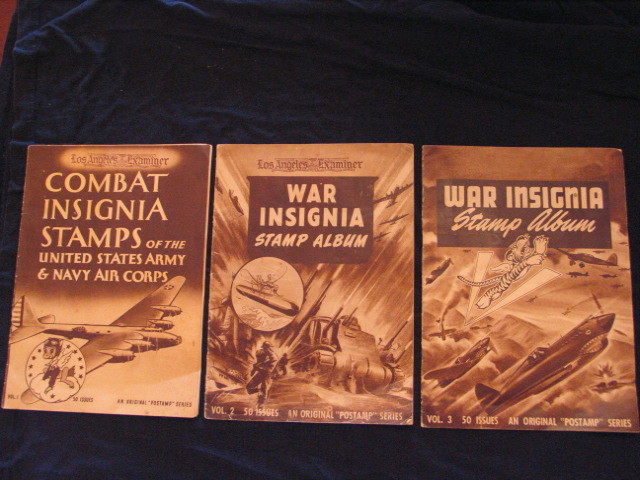 Los Angeles Examiner
COMBAT
INSIGNIA
STAMPS OF THE
UNITED STATES ARMY
& NAVY AIR CORPS
VOL. 1 50 ISSUES AN ORIGINAL "POSTAMP" SERIES
Los Angeles Examiner
WAR
INSIGNIA
STAMP ALBUM
VOL. 2 50 ISSUES AN ORIGINAL "POSTAMP" SERIES
WAR INSIGNIA
Stamp Album
VOL. 3 50 ISSUES AN ORIGINAL "POSTAMP" SERIES